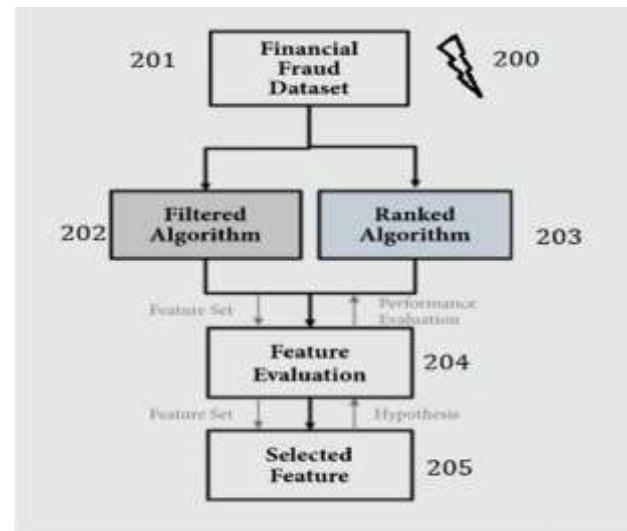 201
Financial
Fraud
Dataset
200
202
Filtered
Algorithm
Ranked
Algorithm
203
Feature Set
Performance
Evaluation
Feature
Evaluation
204
Feature Set
Hypothesis
Selected
Feature
205